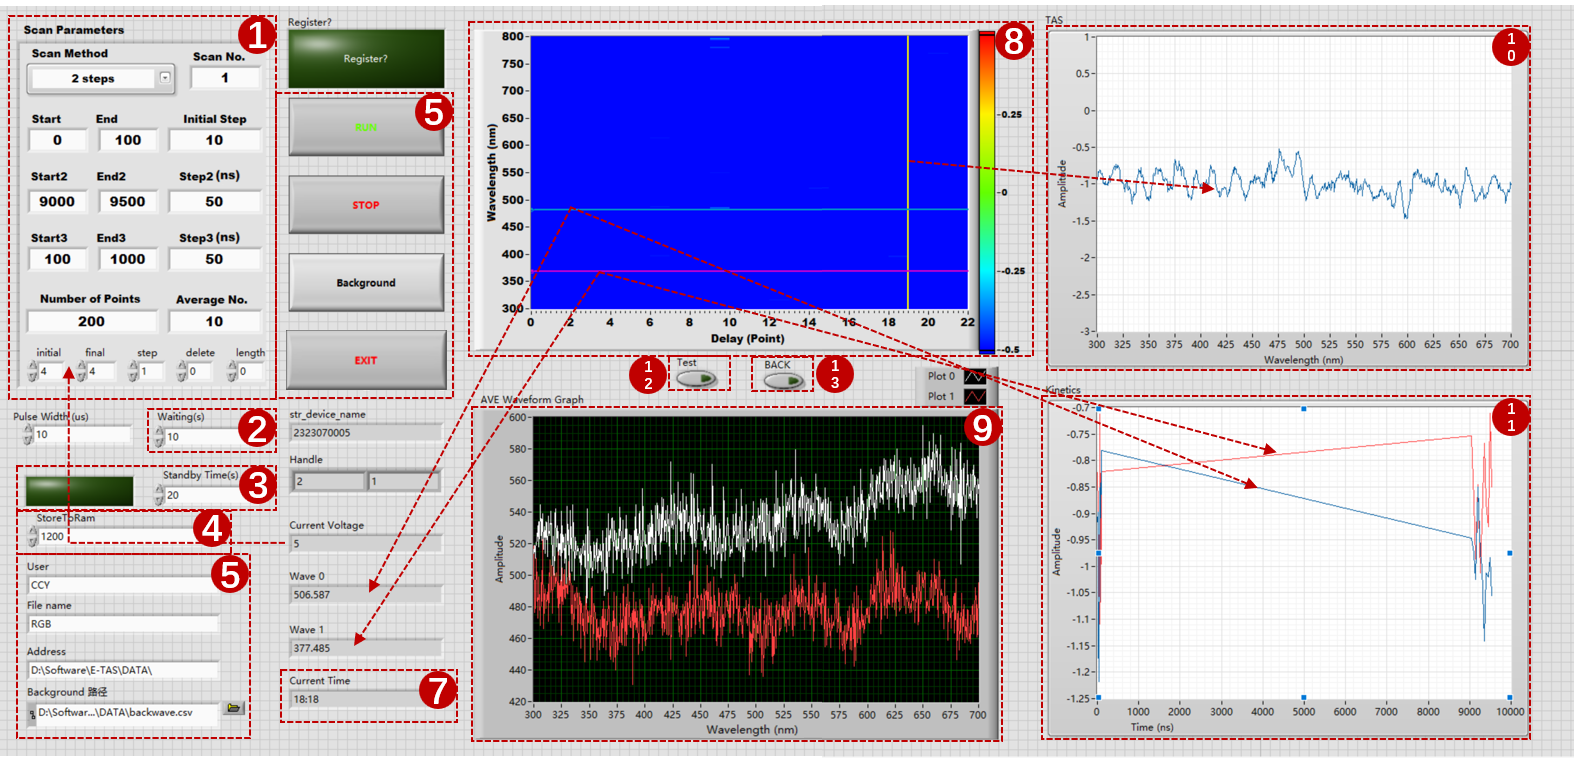 Scan Parameters
1
Scan Method
Scan No.
2 steps
1
Start
End
Initial Step
0
100
10
Start2
End2
Step2 (ns)
9000
9500
50
Start3
End3
Step3 (ns)
100
1000
50
Number of Points
Average No.
200
10
initial
final
step
delete
length
4
4
1
0
0
Pulse Width (us)
10
Waiting(s)
10
2
Standby Time(s)
20
3
StoreToRam
1200
4
User
CCY
5
File name
RGB
Address
D:\Software\E-TAS\DATA\
Background 路径
D:\Softwar...\DATA\backwave.csv
Register?
Register?
5
RUN
STOP
Background
EXIT
str_device_name
2323070005
Handle
2
1
Current Voltage
5
Wave 0
506.587
Wave 1
377.485
Current Time
18:18
7
8
Wavelength (nm)
800
750
700
650
600
550
500
450
400
350
300
0
2
4
6
8
10
12
14
16
18
20
22
Delay (Point)
0.25
0
-0.25
-0.5
12
Test
BACK
13
Plot 0
Plot 1
AVE Waveform Graph
9
Amplitude
600
580
560
540
520
500
480
460
440
420
300
325
350
375
400
425
450
475
500
525
550
575
600
625
650
675
700
Wavelength (nm)
TAS
10
Amplitude
1
0.5
0
-0.5
-1
-1.5
-2
-2.5
-3
300
325
350
375
400
425
450
475
500
525
550
575
600
625
650
675
700
Wavelength (nm)
Kinetics
11
Amplitude
-0.7
-0.75
-0.8
-0.85
-0.9
-0.95
-1
-1.05
-1.1
-1.15
-1.2
-1.25
0
1000
2000
3000
4000
5000
6000
7000
8000
9000
10000
Time (ns)